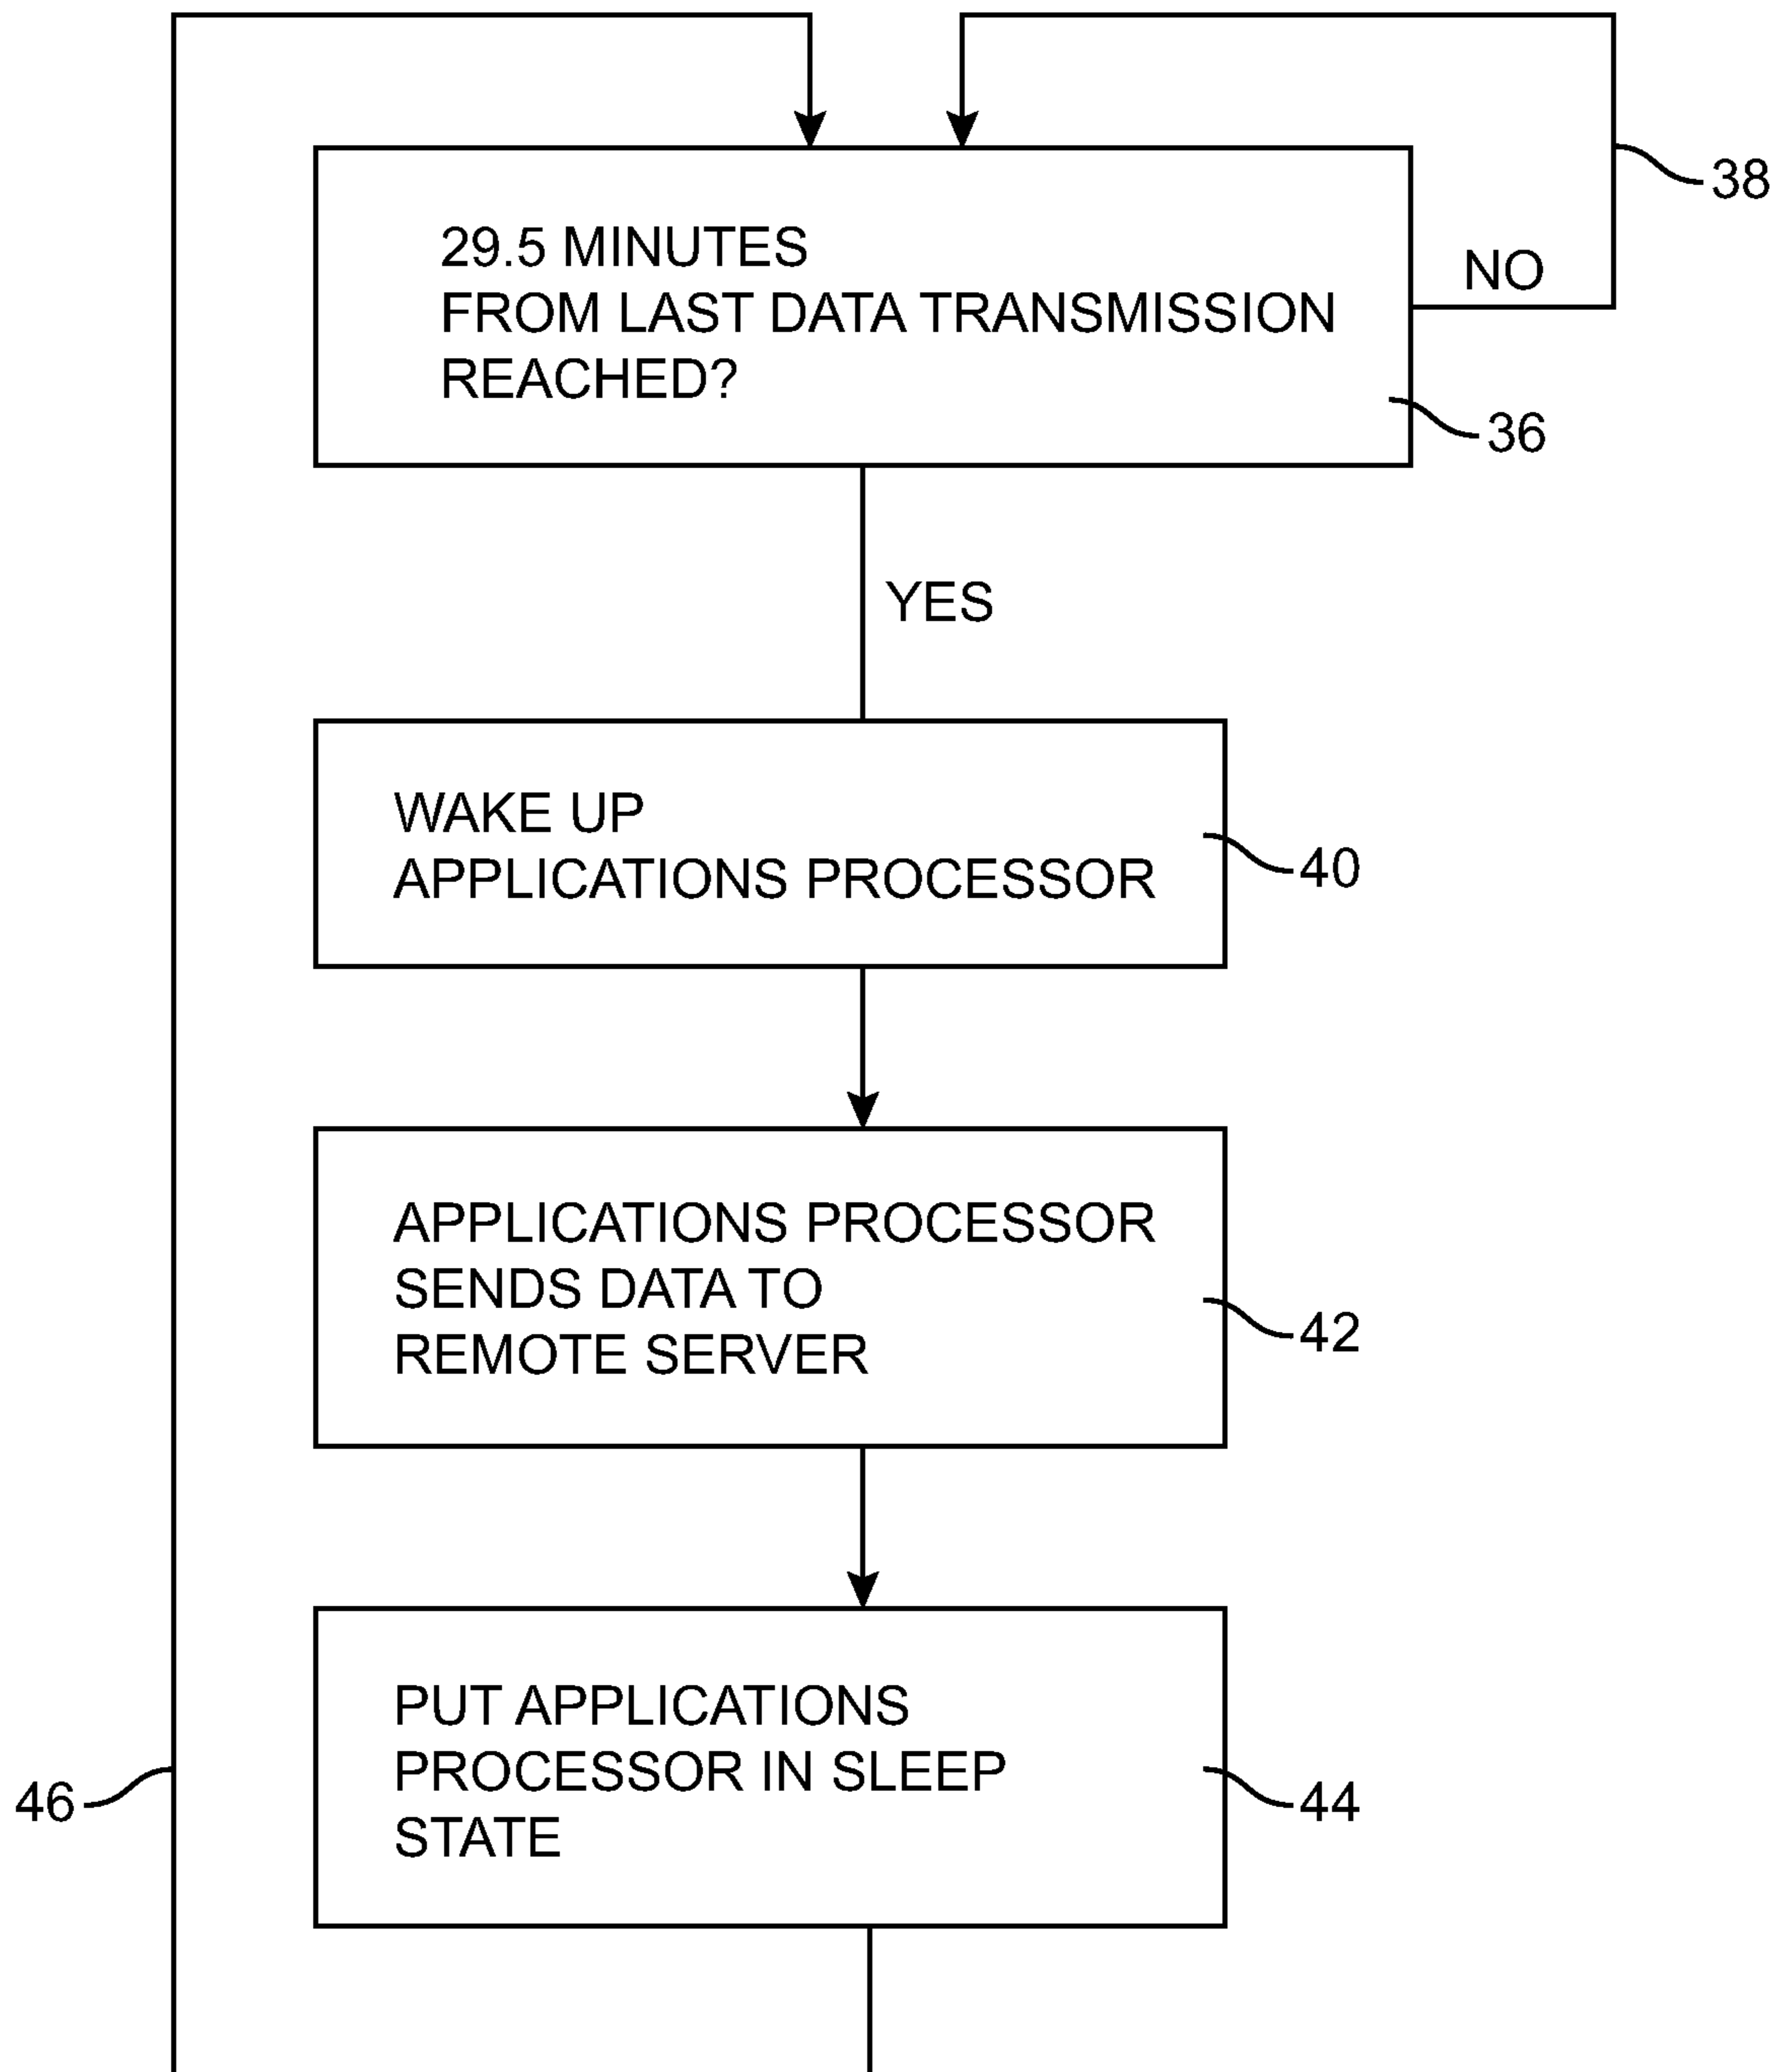 38
29.5 MINUTES
FROM LAST DATA TRANSMISSION
REACHED?
NO
36
YES
WAKE UP
APPLICATIONS PROCESSOR
40
APPLICATIONS PROCESSOR
SENDS DATA TO
REMOTE SERVER
42
PUT APPLICATIONS
PROCESSOR IN SLEEP
STATE
44
46